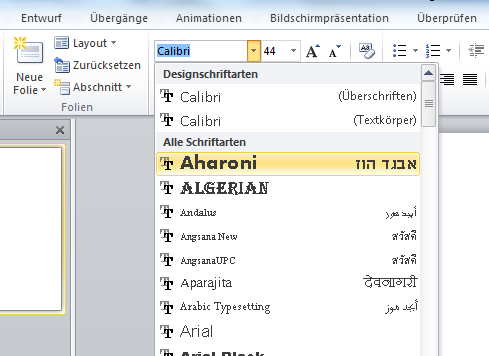 Entwurf Übergänge Animationen Bildschirmpräsentation Überprüfen
Neue Folie
Layout
Zurücksetzen
Abschnitt
Folien
Calibri 44
Designschriftarten
Calibri (Überschriften)
Calibri (Textkörper)
Alle Schriftarten
Aharoni אבגד הוז
ALGERIAN
Andalus أبجد هوز
Angsana New สวัสดี
AngsanaUPC สวัสดี
Aparajita देवनागरी
Arabic Typesetting أبجد هوز
Arial
Arial Black